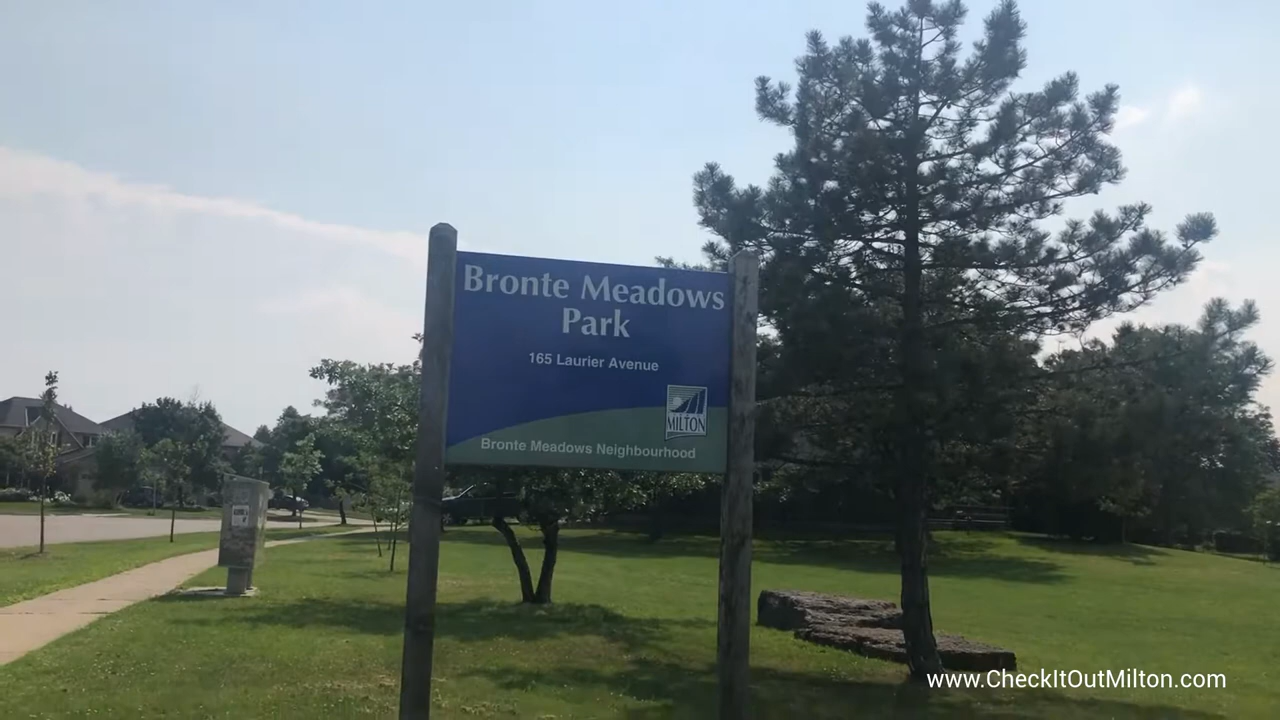 Bronte Meadows
Park
165 Laurier Avenue
MILTON
Bronte Meadows Neighbourhood
www.CheckItOutMilton.com